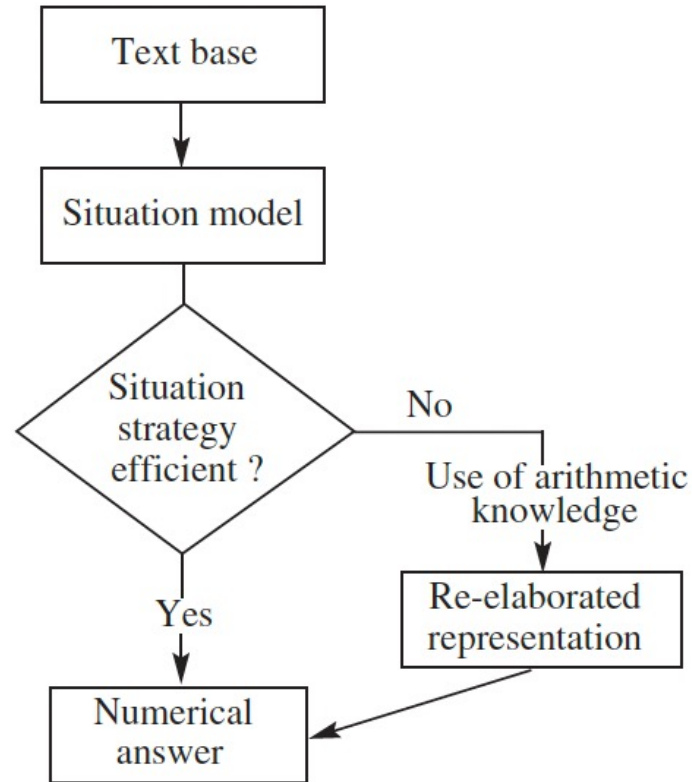 Text base
Situation model
Situation
strategy
efficient ?
No
Use of arithmetic
knowledge
Yes
Re-elaborated
representation
Numerical
answer